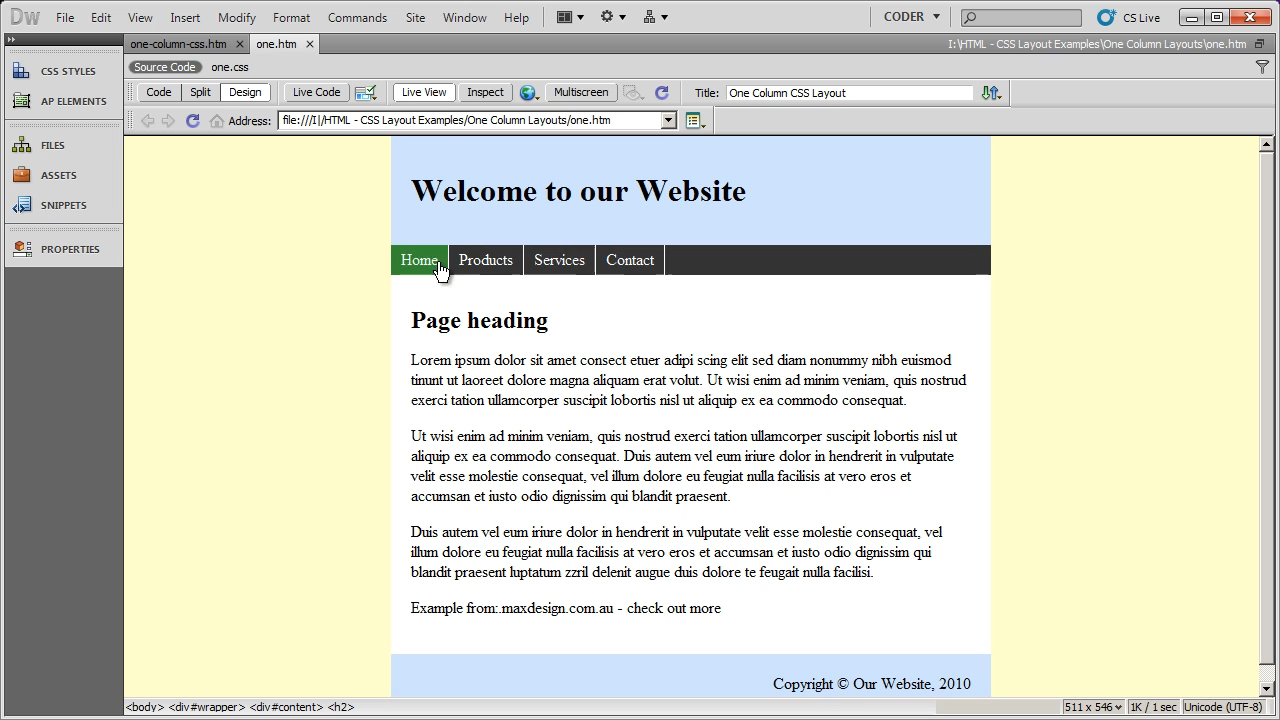 Dw File Edit View Insert Modify Format Commands Site Window Help CODER CS Live
one-column-css.htm one.htm I:\HTML - CSS Layout Examples\One Column Layouts\one.htm
Source Code one.css
Code Split Design Live Code Live View Inspect Multiscreen Title: One Column CSS Layout
Address: file:///I|/HTML - CSS Layout Examples/One Column Layouts/one.htm
CSS STYLES
AP ELEMENTS
FILES
ASSETS
SNIPPETS
PROPERTIES
Welcome to our Website
Home Products Services Contact
Page heading
Lorem ipsum dolor sit amet consect etuer adipi scing elit sed diam nonummy nibh euismod
tinunt ut laoreet dolore magna aliquam erat volut. Ut wisi enim ad minim veniam, quis nostrud
exerci tation ullamcorper suscipit lobortis nisl ut aliquip ex ea commodo consequat.
Ut wisi enim ad minim veniam, quis nostrud exerci tation ullamcorper suscipit lobortis nisl ut
aliquip ex ea commodo consequat. Duis autem vel eum iriure dolor in hendrerit in vulputate
velit esse molestie consequat, vel illum dolore eu feugiat nulla facilisis at vero eros et
accumsan et iusto odio dignissim qui blandit praesent.
Duis autem vel eum iriure dolor in hendrerit in vulputate velit esse molestie consequat, vel
illum dolore eu feugiat nulla facilisis at vero eros et accumsan et iusto odio dignissim qui
blandit praesent luptatum zzril delenit augue duis dolore te feugait nulla facilisi.
Example from:.maxdesign.com.au - check out more
Copyright © Our Website, 2010
<body> <div#wrapper> <div#content> <h2> 511 x 546 1K / 1 sec Unicode (UTF-8)